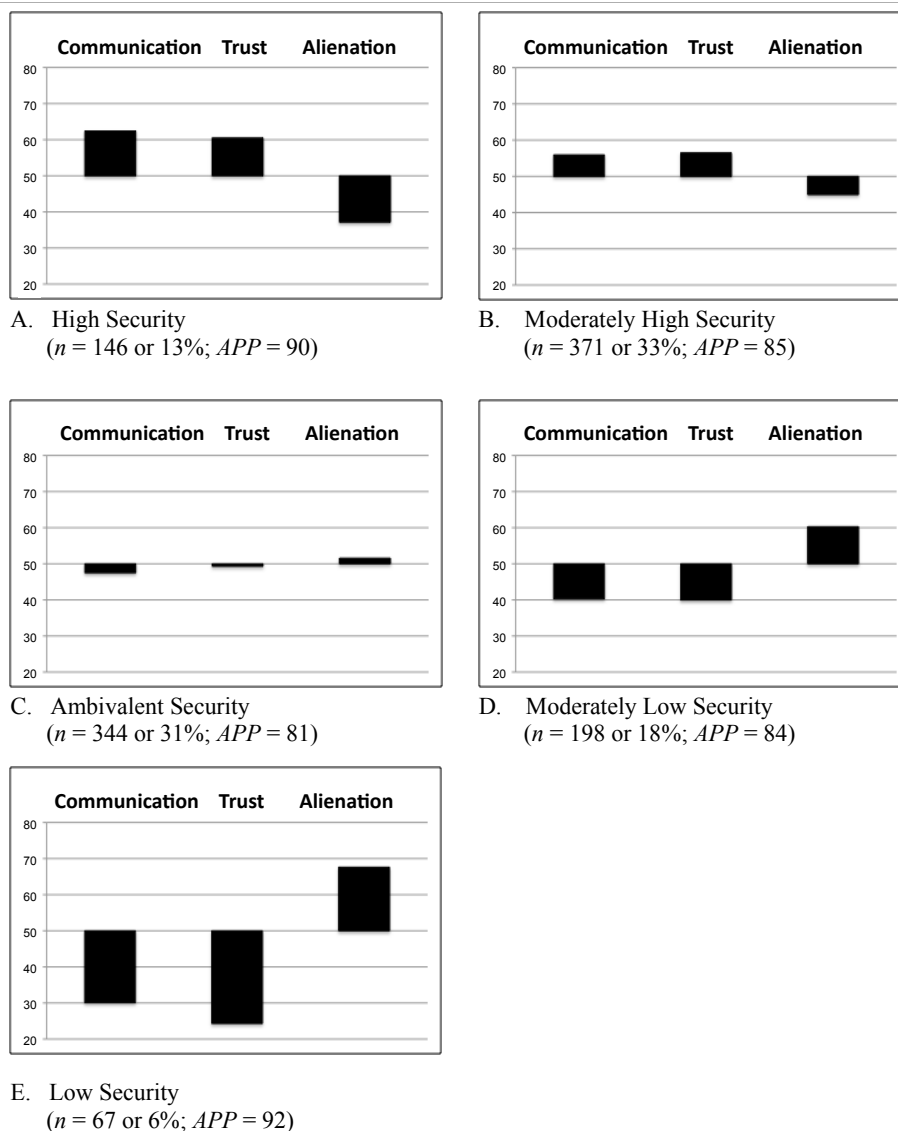 Communication Trust Alienation
80
70
60
50
40
30
20
A. High Security
(n = 146 or 13%; APP = 90)
Communication Trust Alienation
80
70
60
50
40
30
20
B. Moderately High Security
(n = 371 or 33%; APP = 85)
Communication Trust Alienation
80
70
60
50
40
30
20
C. Ambivalent Security
(n = 344 or 31%; APP = 81)
Communication Trust Alienation
80
70
60
50
40
30
20
D. Moderately Low Security
(n = 198 or 18%; APP = 84)
Communication Trust Alienation
80
70
60
50
40
30
20
E. Low Security
(n = 67 or 6%; APP = 92)